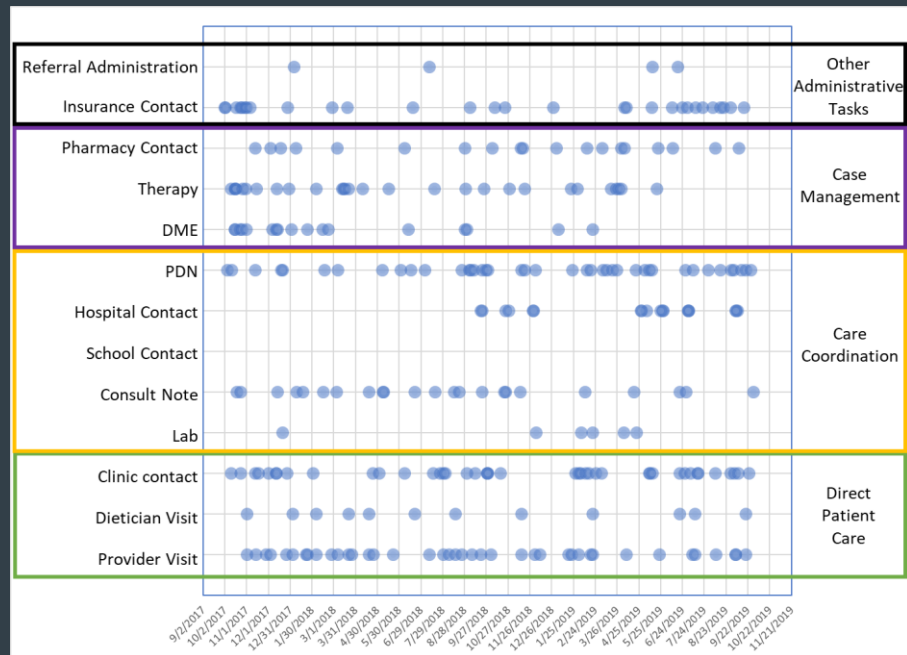 Referral Administration
Insurance Contact
Other
Administrative
Tasks
Pharmacy Contact
Therapy
DME
Case
Management
PDN
Hospital Contact
School Contact
Consult Note
Lab
Care
Coordination
Clinic contact
Dietician Visit
Provider Visit
Direct
Patient
Care
9/2/2017
10/2/2017
11/1/2017
12/1/2017
12/31/2017
1/30/2018
3/1/2018
3/31/2018
4/30/2018
5/30/2018
6/29/2018
7/29/2018
8/28/2018
9/27/2018
10/27/2018
11/26/2018
12/26/2018
1/25/2019
2/24/2019
3/26/2019
4/25/2019
5/25/2019
6/24/2019
7/24/2019
8/23/2019
9/22/2019
10/22/2019
11/21/2019